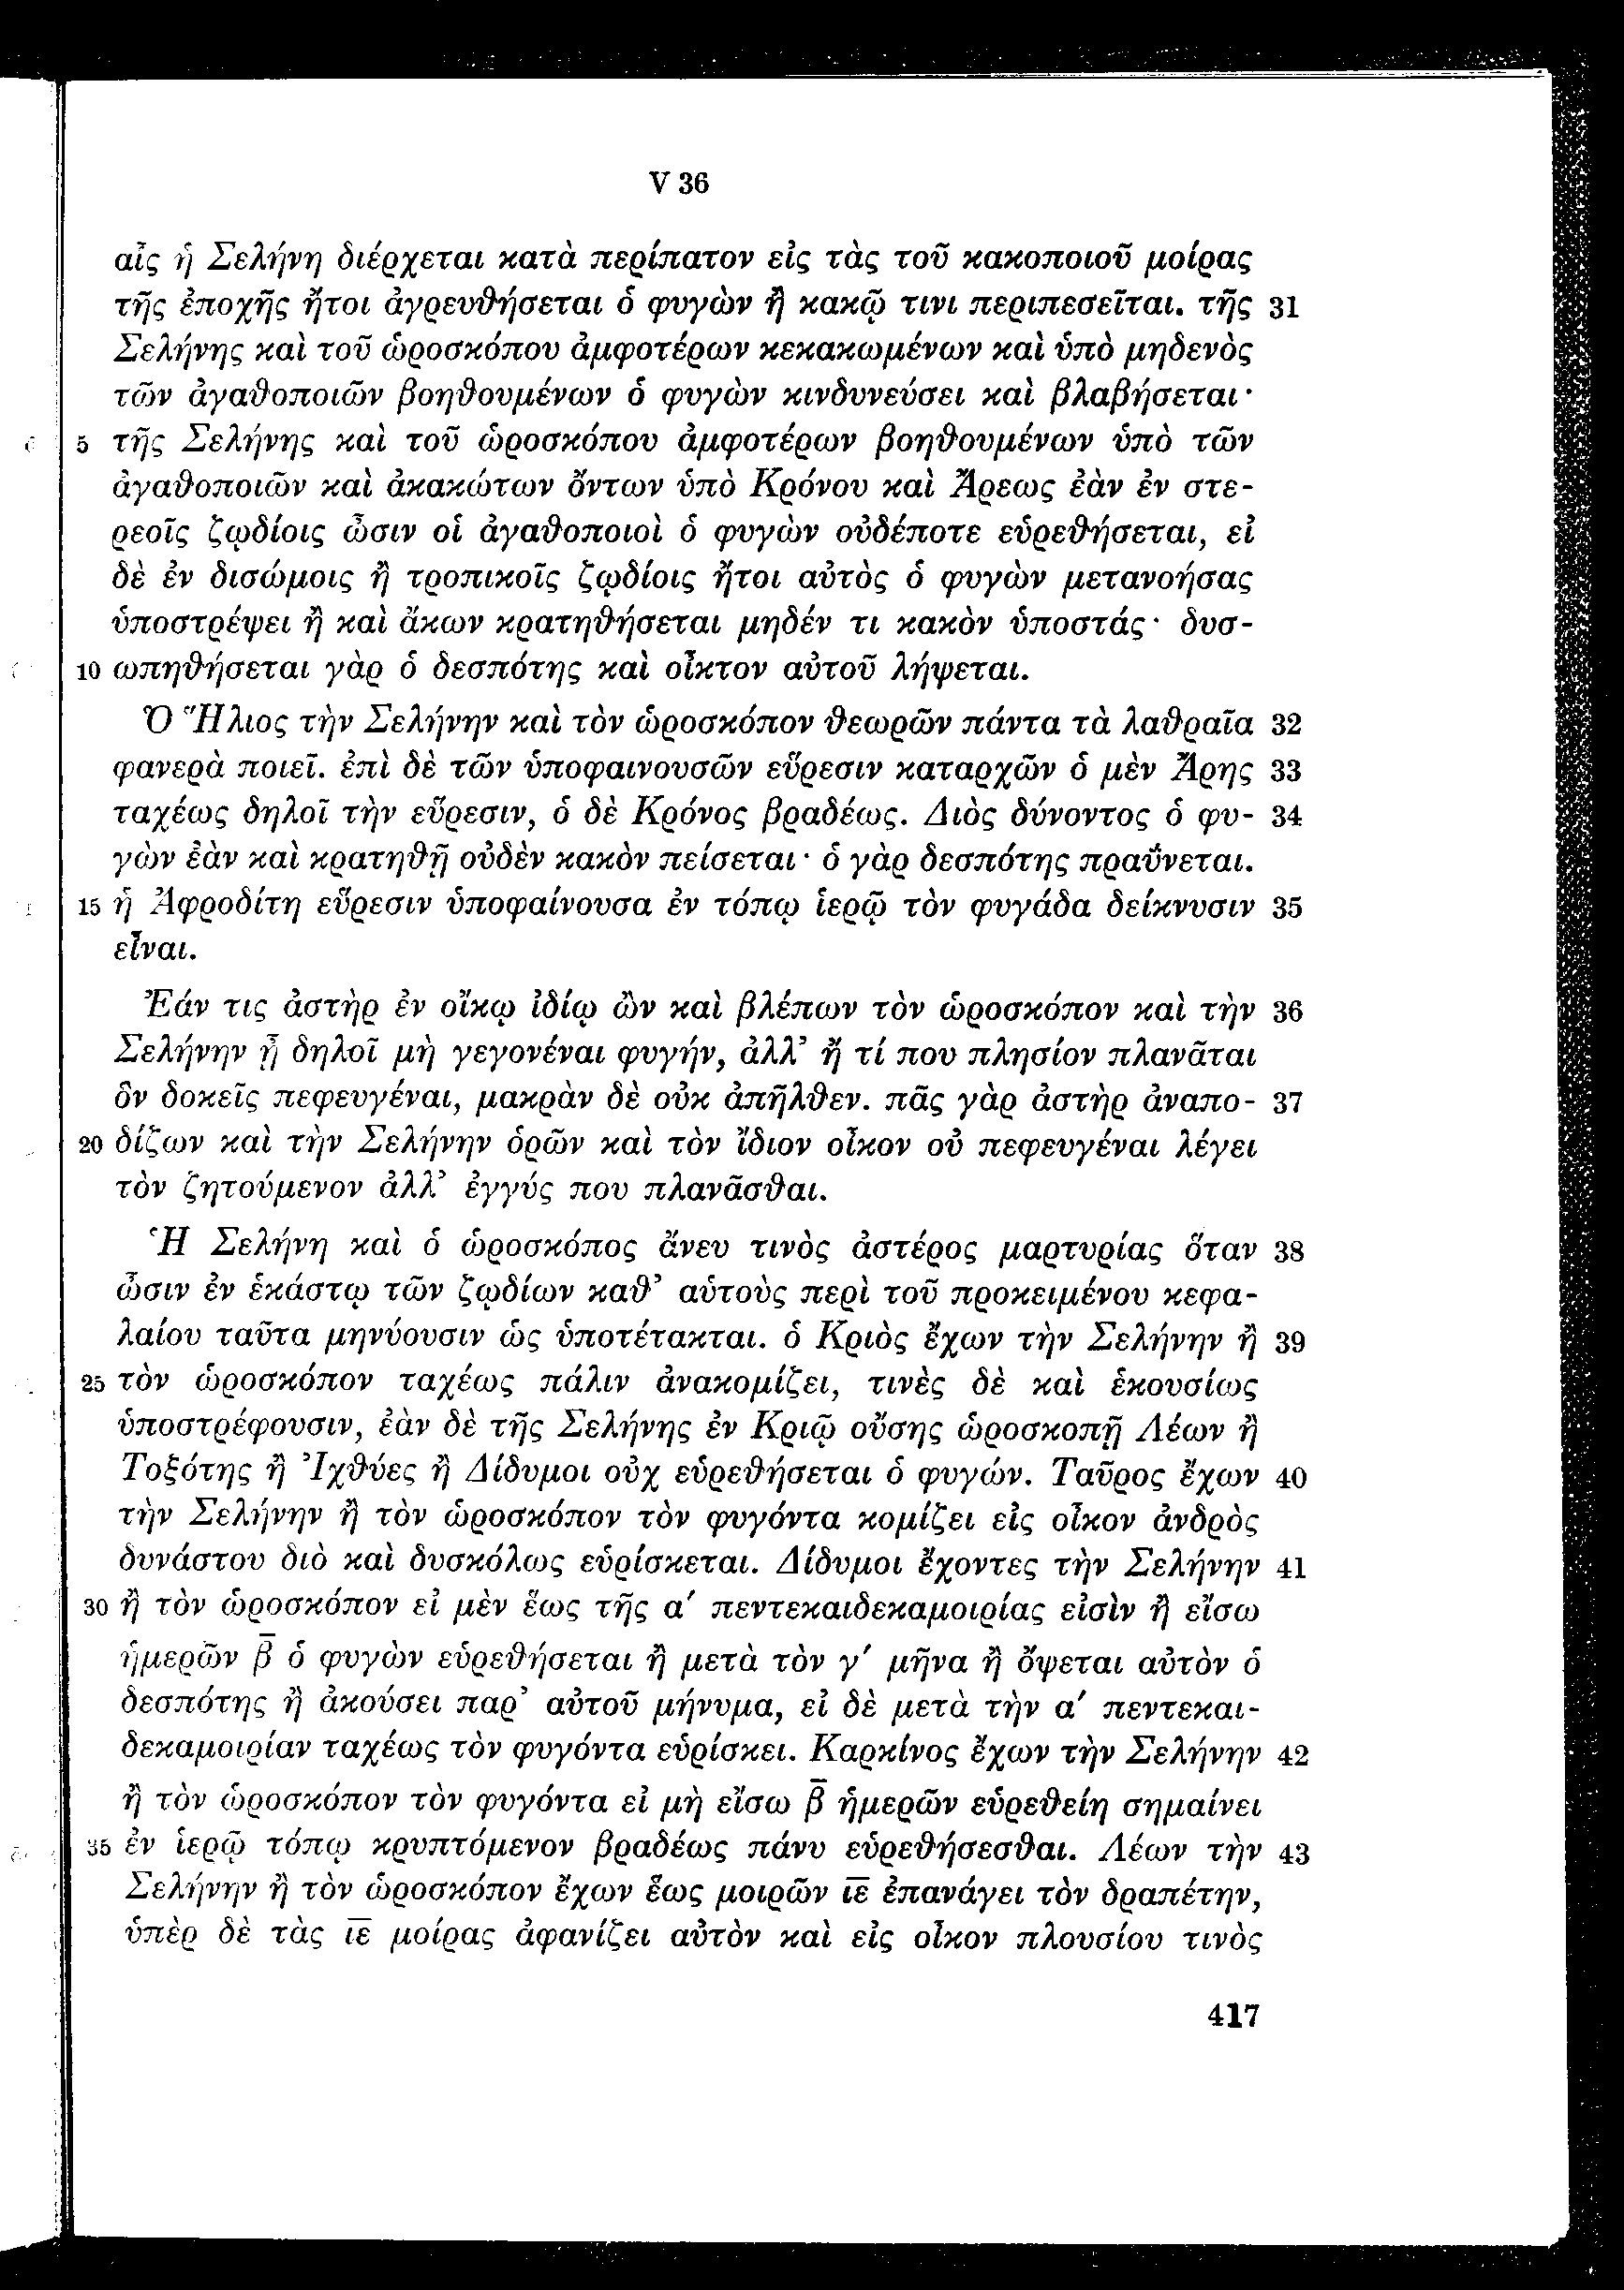 V 36
αἷς ἡ Σελήνη διέρχεται κατὰ περίπατον εἰς τὰς τοῦ κακοποιοῦ μοίρας
τῆς ἐποχῆς ἤτοι ἀγρευθήσεται ὁ φυγὼν ἢ κακῷ τινι περιπεσεῖται. τῆς 31
Σελήνης καὶ τοῦ ὡροσκόπου ἀμφοτέρων κεκακωμένων καὶ ὑπὸ μηδενὸς
τῶν ἀγαθοποιῶν βοηθουμένων ὁ φυγὼν κινδυνεύσει καὶ βλαβήσεται·
5 τῆς Σελήνης καὶ τοῦ ὡροσκόπου ἀμφοτέρων βοηθουμένων ὑπὸ τῶν
ἀγαθοποιῶν καὶ ἀκακώτων ὄντων ὑπὸ Κρόνου καὶ Ἄρεως ἐὰν ἐν στε-
ρεοῖς ζῳδίοις ὦσιν οἱ ἀγαθοποιοὶ ὁ φυγὼν οὐδέποτε εὑρεθήσεται, εἰ
δὲ ἐν δισώμοις ἢ τροπικοῖς ζῳδίοις ἤτοι αὐτὸς ὁ φυγὼν μετανοήσας
ὑποστρέψει ἢ καὶ ἄκων κρατηθήσεται μηδέν τι κακὸν ὑποστάς· δυσ-
10 ωπηθήσεται γὰρ ὁ δεσπότης καὶ οἶκτον αὐτοῦ λήψεται.
Ὁ Ἥλιος τὴν Σελήνην καὶ τὸν ὡροσκόπον θεωρῶν πάντα τὰ λαθραῖα 32
φανερὰ ποιεῖ. ἐπὶ δὲ τῶν ὑποφαινουσῶν εὕρεσιν καταρχῶν ὁ μὲν Ἄρης 33
ταχέως δηλοῖ τὴν εὕρεσιν, ὁ δὲ Κρόνος βραδέως. Διὸς δύνοντος ὁ φυ- 34
γὼν ἐὰν καὶ κρατηθῇ οὐδὲν κακὸν πείσεται· ὁ γὰρ δεσπότης πραΰνεται.
15 ἡ Ἀφροδίτη εὕρεσιν ὑποφαίνουσα ἐν τόπῳ ἱερῷ τὸν φυγάδα δείκνυσιν 35
εἶναι.
Ἐάν τις ἀστὴρ ἐν οἴκῳ ἰδίῳ ὢν καὶ βλέπων τὸν ὡροσκόπον καὶ τὴν 36
Σελήνην ᾖ δηλοῖ μὴ γεγονέναι φυγήν, ἀλλ’ ἤ τί που πλησίον πλανᾶται
ὃν δοκεῖς πεφευγέναι, μακρὰν δὲ οὐκ ἀπῆλθεν. πᾶς γὰρ ἀστὴρ ἀναπο- 37
20 δίζων καὶ τὴν Σελήνην ὁρῶν καὶ τὸν ἴδιον οἶκον οὐ πεφευγέναι λέγει
τὸν ζητούμενον ἀλλ’ ἐγγύς που πλανᾶσθαι.
Ἡ Σελήνη καὶ ὁ ὡροσκόπος ἄνευ τινὸς ἀστέρος μαρτυρίας ὅταν 38
ὦσιν ἐν ἑκάστῳ τῶν ζῳδίων καθ’ αὑτοὺς περὶ τοῦ προκειμένου κεφα-
λαίου ταῦτα μηνύουσιν ὡς ὑποτέτακται. ὁ Κριὸς ἔχων τὴν Σελήνην ἢ 39
25 τὸν ὡροσκόπον ταχέως πάλιν ἀνακομίζει, τινὲς δὲ καὶ ἑκουσίως
ὑποστρέφουσιν, ἐὰν δὲ τῆς Σελήνης ἐν Κριῷ οὔσης ὡροσκοπῇ Λέων ἢ
Τοξότης ἢ Ἰχθύες ἢ Δίδυμοι οὐχ εὑρεθήσεται ὁ φυγών. Ταῦρος ἔχων 40
τὴν Σελήνην ἢ τὸν ὡροσκόπον τὸν φυγόντα κομίζει εἰς οἶκον ἀνδρὸς
δυνάστου διὸ καὶ δυσκόλως εὑρίσκεται. Δίδυμοι ἔχοντες τὴν Σελήνην 41
30 ἢ τὸν ὡροσκόπον εἰ μὲν ἕως τῆς α′ πεντεκαιδεκαμοιρίας εἰσὶν ἢ εἴσω
ἡμερῶν β̅ ὁ φυγὼν εὑρεθήσεται ἢ μετὰ τὸν γ′ μῆνα ἢ ὄψεται αὐτὸν ὁ
δεσπότης ἢ ἀκούσει παρ’ αὐτοῦ μήνυμα, εἰ δὲ μετὰ τὴν α′ πεντεκαι-
δεκαμοιρίαν ταχέως τὸν φυγόντα εὑρίσκει. Καρκίνος ἔχων τὴν Σελήνην 42
ἢ τὸν ὡροσκόπον τὸν φυγόντα εἰ μὴ εἴσω β̅ ἡμερῶν εὑρεθείη σημαίνει
35 ἐν ἱερῷ τόπῳ κρυπτόμενον βραδέως πάνυ εὑρεθήσεσθαι. Λέων τὴν 43
Σελήνην ἢ τὸν ὡροσκόπον ἔχων ἕως μοιρῶν ι̅ε̅ ἐπανάγει τὸν δραπέτην,
ὑπὲρ δὲ τὰς ι̅ε̅ μοίρας ἀφανίζει αὐτὸν καὶ εἰς οἶκον πλουσίου τινὸς
417